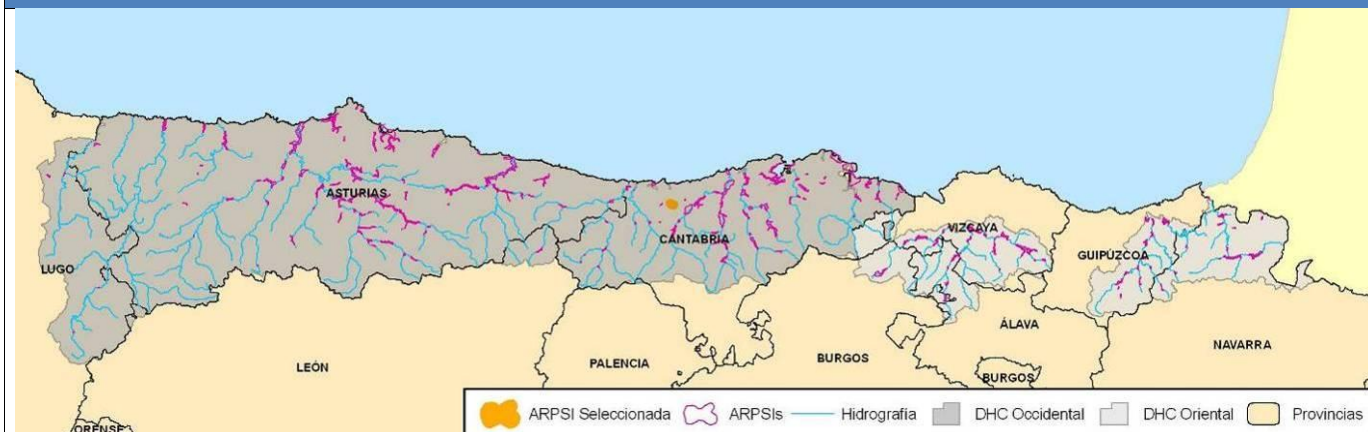 ASTURIAS
CANTABRIA
VIZCAYA
GUIPÚZCOA
LUGO
ÁLAVA
NAVARRA
LEÓN
PALENCIA
BURGOS
BURGOS
ORENSE
ARPSI Seleccionada ARPSIs Hidrografía DHC Occidental DHC Oriental Provincias